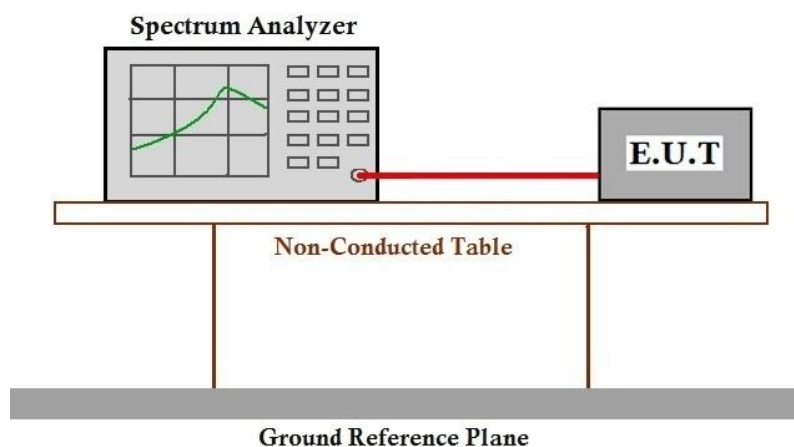 Spectrum Analyzer
E.U.T
Non-Conducted Table
Ground Reference Plane